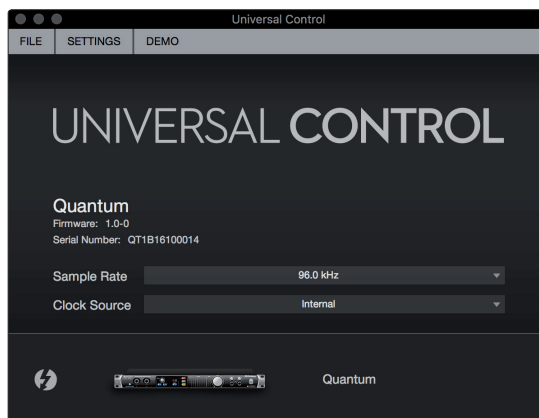 Universal Control
FILE SETTINGS DEMO
UNIVERSAL CONTROL
Quantum
Firmware: 1.0-0
Serial Number: QT1B16100014
Sample Rate 96.0 kHz
Clock Source Internal
Quantum